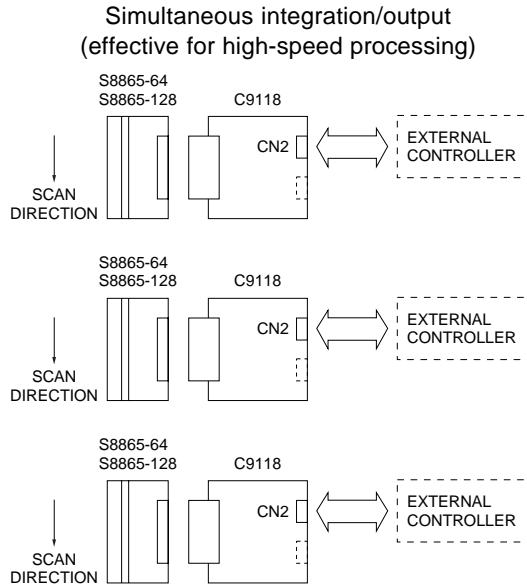 Simultaneous integration/output
(effective for high-speed processing)
S8865-64
S8865-128
C9118
CN2
EXTERNAL
CONTROLLER
SCAN
DIRECTION
S8865-64
S8865-128
C9118
CN2
EXTERNAL
CONTROLLER
SCAN
DIRECTION
S8865-64
S8865-128
C9118
CN2
EXTERNAL
CONTROLLER
SCAN
DIRECTION